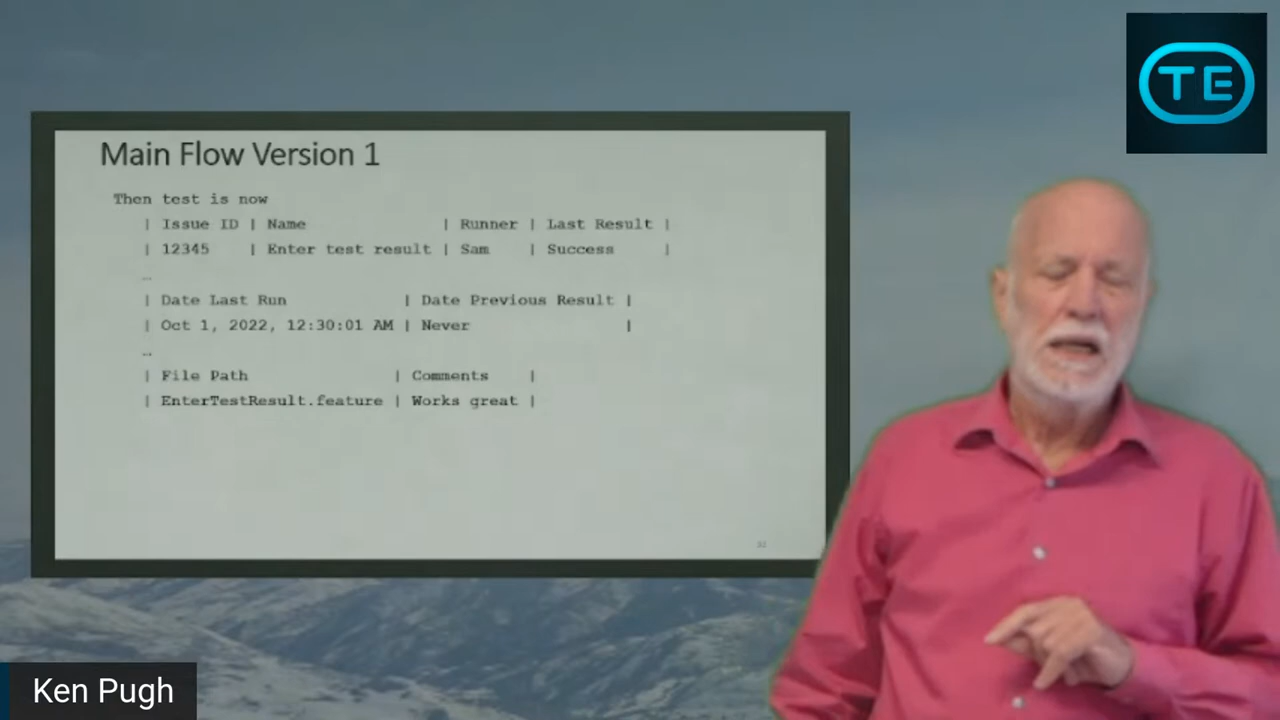 TE
Main Flow Version 1
Then test is now
| Issue ID | Name | Runner | Last Result |
| 12345 | Enter test result | Sam | Success |
…
| Date Last Run | Date Previous Result |
| Oct 1, 2022, 12:30:01 AM | Never |
…
| File Path | Comments |
| EnterTestResult.feature | Works great |
Ken Pugh